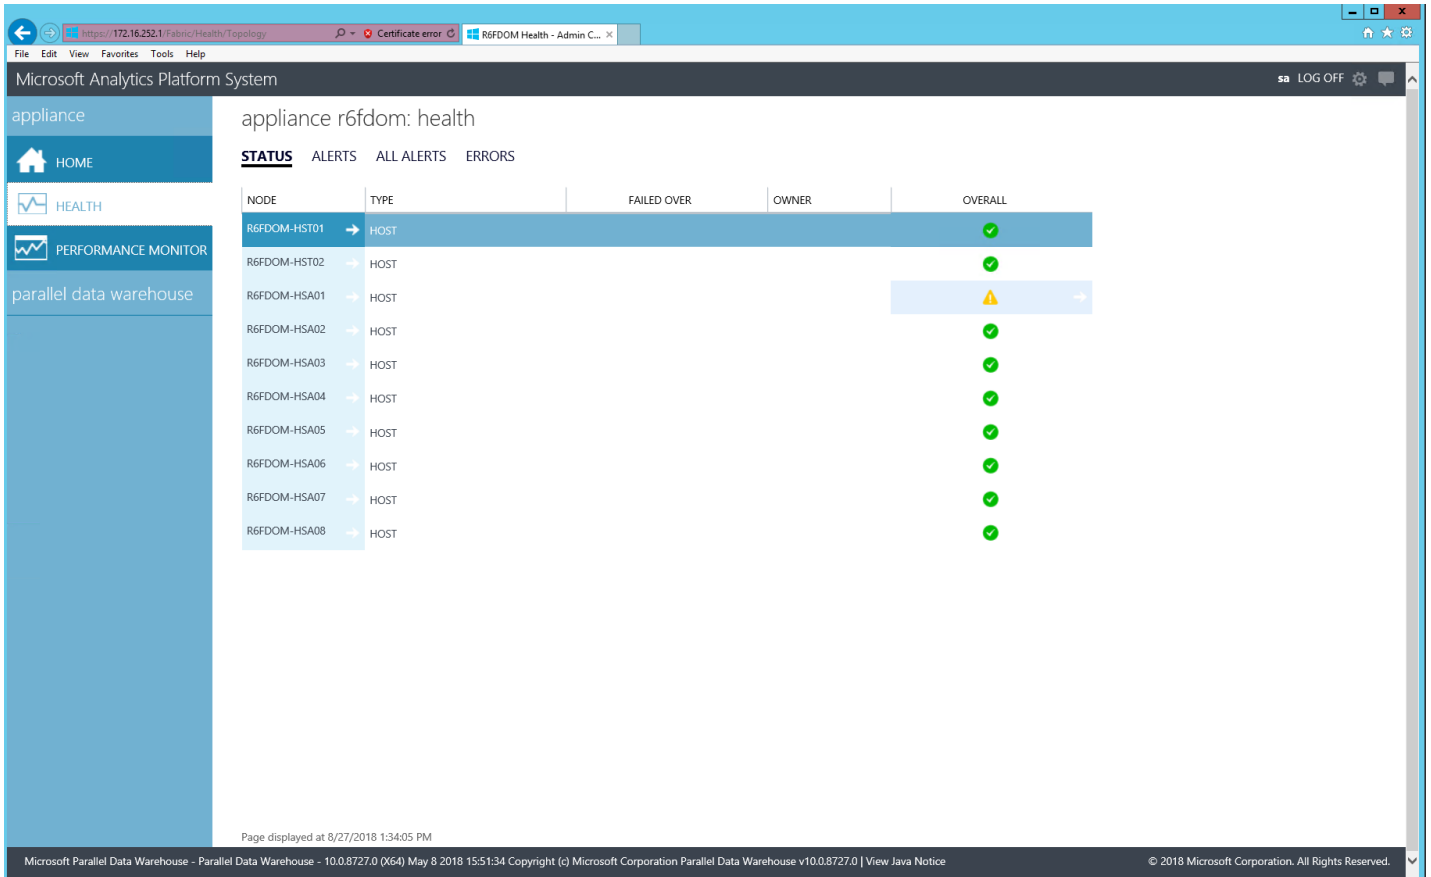 https://172.16.252.1/Fabric/Health/Topology
Certificate error
R6FDOM Health - Admin C...
File Edit View Favorites Tools Help
Microsoft Analytics Platform System
sa LOG OFF
appliance
HOME
HEALTH
PERFORMANCE MONITOR
parallel data warehouse
appliance r6fdom: health
STATUS ALERTS ALL ALERTS ERRORS
NODE TYPE FAILED OVER OWNER OVERALL
R6FDOM-HST01 HOST
R6FDOM-HST02 HOST
R6FDOM-HSA01 HOST
R6FDOM-HSA02 HOST
R6FDOM-HSA03 HOST
R6FDOM-HSA04 HOST
R6FDOM-HSA05 HOST
R6FDOM-HSA06 HOST
R6FDOM-HSA07 HOST
R6FDOM-HSA08 HOST
Page displayed at 8/27/2018 1:34:05 PM
Microsoft Parallel Data Warehouse - Parallel Data Warehouse - 10.0.8727.0 (X64) May 8 2018 15:51:34 Copyright (c) Microsoft Corporation Parallel Data Warehouse v10.0.8727.0 | View Java Notice
© 2018 Microsoft Corporation. All Rights Reserved.